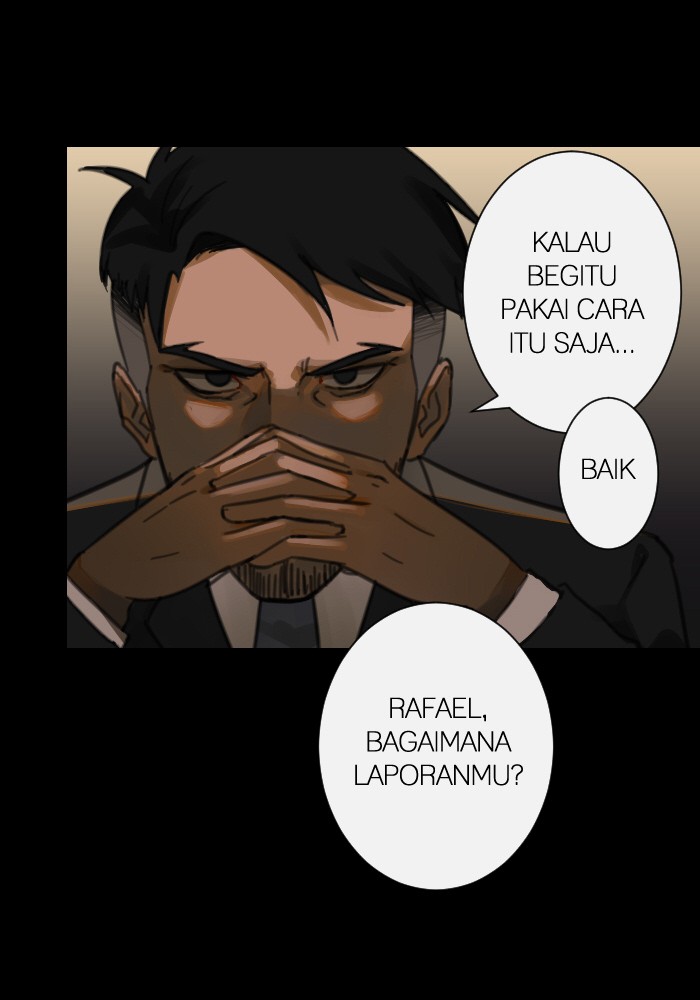 KALAU
BEGITU
PAKAI CARA
ITU SAJA...
BAIK
RAFAEL,
BAGAIMANA
LAPORANMU?